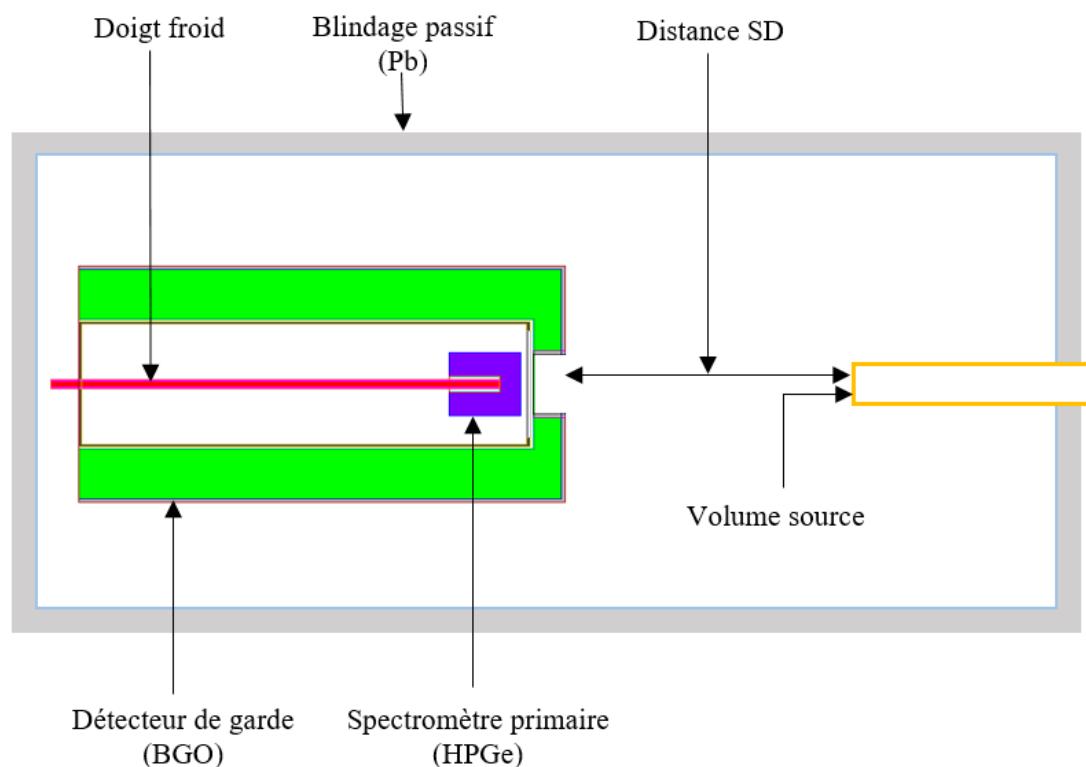 Doigt froid
Blindage passif
(Pb)
Distance SD
Volume source
Détecteur de garde
(BGO)
Spectromètre primaire
(HPGe)